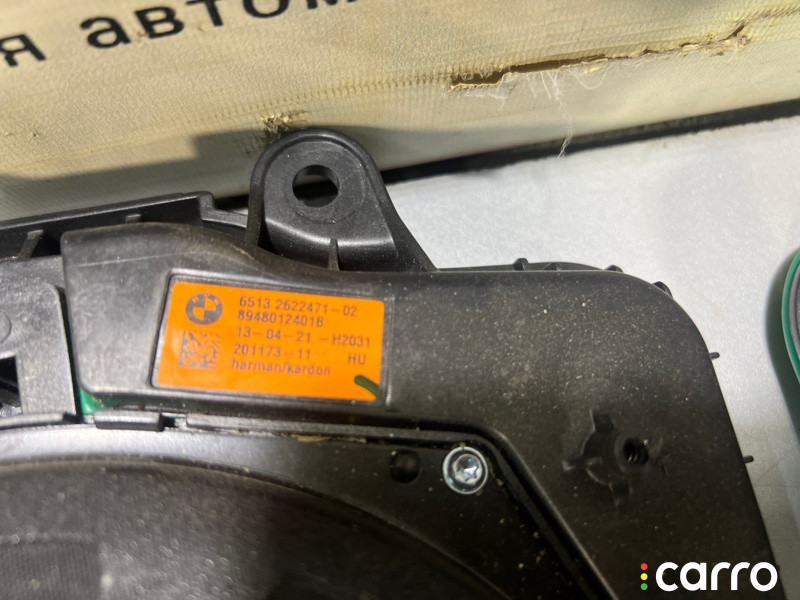 я автом
6513 2622471-02
89480124016
13-04-21 -H2031
201173-11 HU
harman/kardon
carro